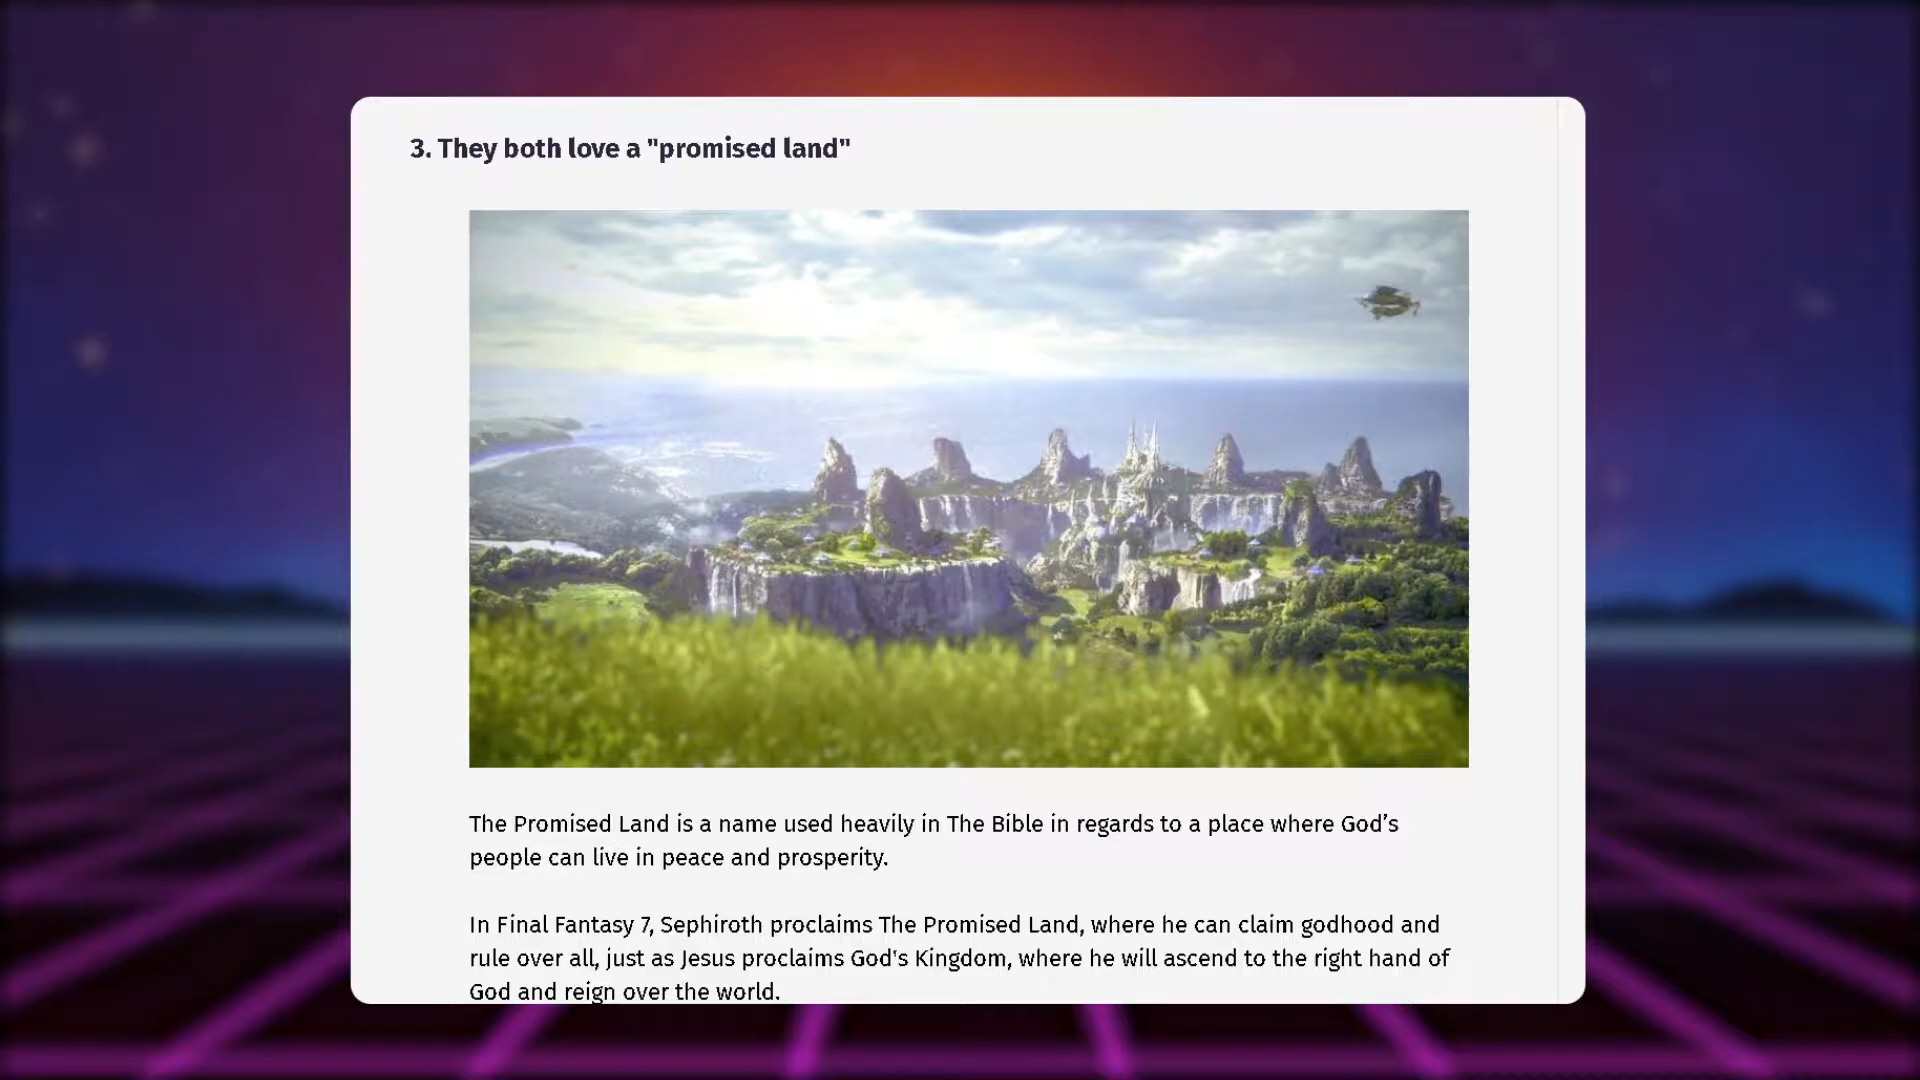 3. They both love a "promised land"
The Promised Land is a name used heavily in The Bible in regards to a place where God’s
people can live in peace and prosperity.
In Final Fantasy 7, Sephiroth proclaims The Promised Land, where he can claim godhood and
rule over all, just as Jesus proclaims God's Kingdom, where he will ascend to the right hand of
God and reign over the world.